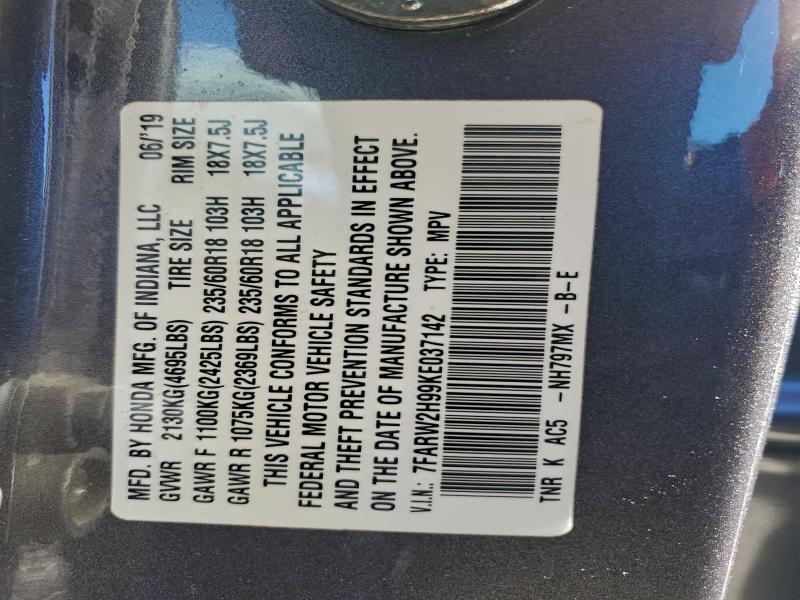 MFD. BY HONDA MFG. OF INDIANA, LLC 06/'19
GVWR 2130KG(4695LBS) TIRE SIZE RIM SIZE
GAWR F 1100KG(2425LBS) 235/60R18 103H 18X7.5J
GAWR R 1075KG(2369LBS) 235/60R18 103H 18X7.5J
THIS VEHICLE CONFORMS TO ALL APPLICABLE
FEDERAL MOTOR VEHICLE SAFETY
AND THEFT PREVENTION STANDARDS IN EFFECT
ON THE DATE OF MANUFACTURE SHOWN ABOVE.
V.I.N.: 7FARW2H99KE037142 TYPE: MPV
TNR K AC5 -NH797MX -B-E